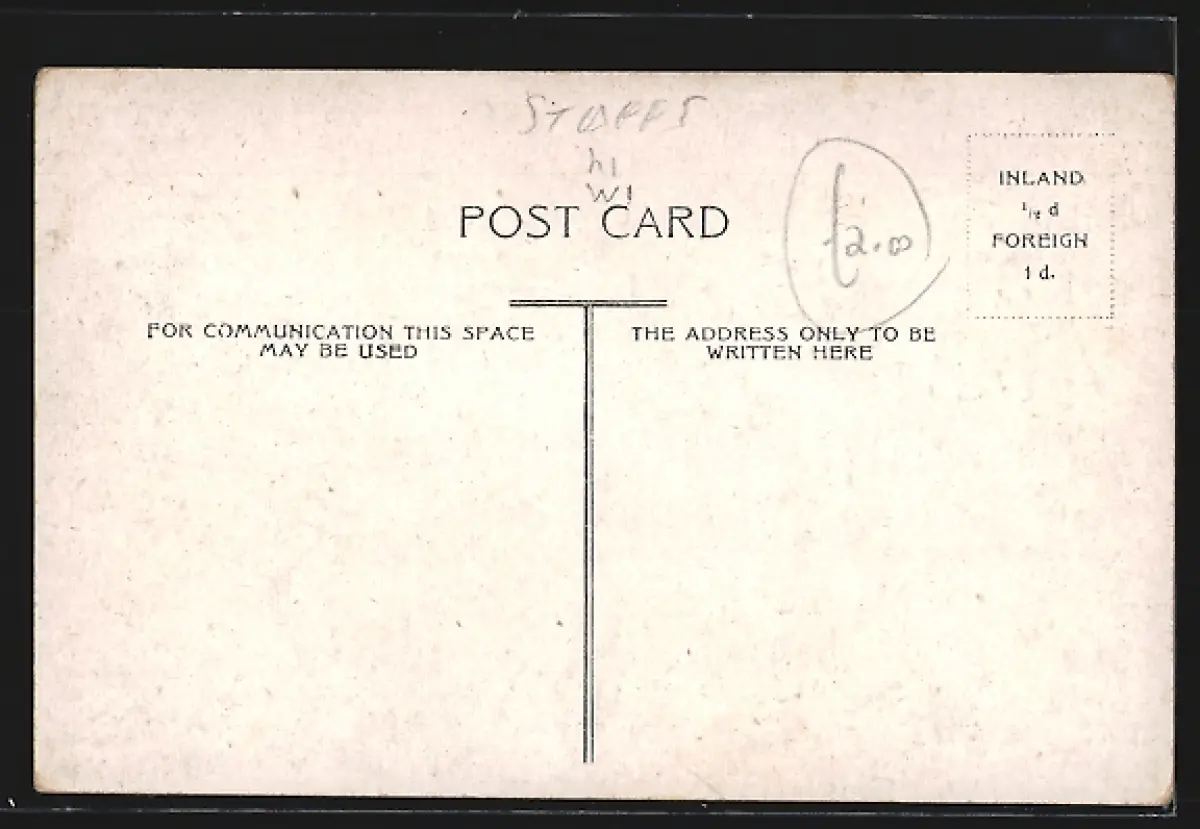 STAFFS
W1
POST CARD
£2.00
INLAND
1/2 d
FOREIGN
1 d.
FOR COMMUNICATION THIS SPACE
MAY BE USED
THE ADDRESS ONLY TO BE
WRITTEN HERE